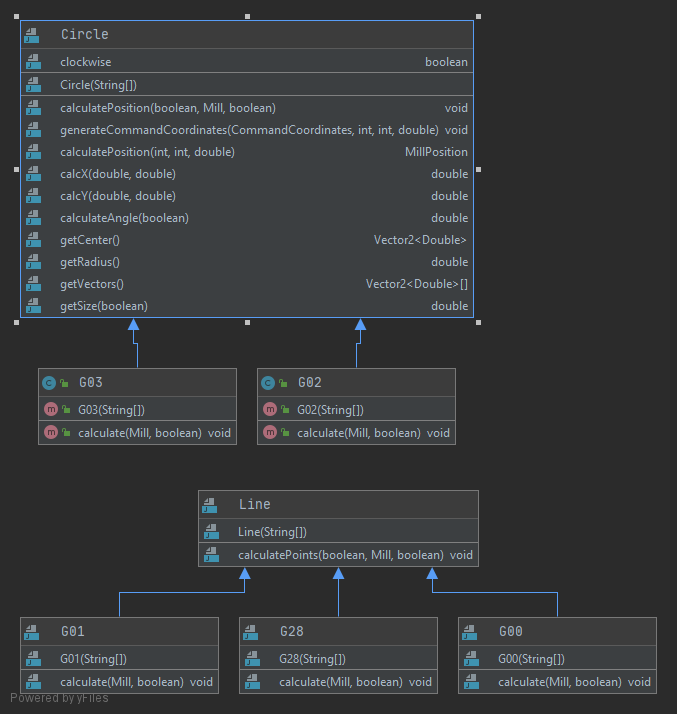 Circle
clockwise boolean
Circle(String[])
calculatePosition(boolean, Mill, boolean) void
generateCommandCoordinates(CommandCoordinates, int, int, double) void
calculatePosition(int, int, double) MillPosition
calcX(double, double) double
calcY(double, double) double
calculateAngle(boolean) double
getCenter() Vector2<Double>
getRadius() double
getVectors() Vector2<Double>[]
getSize(boolean) double
G03
G03(String[])
calculate(Mill, boolean) void
G02
G02(String[])
calculate(Mill, boolean) void
Line
Line(String[])
calculatePoints(boolean, Mill, boolean) void
G01
G01(String[])
calculate(Mill, boolean) void
G28
G28(String[])
calculate(Mill, boolean) void
G00
G00(String[])
calculate(Mill, boolean) void
Powered by yFiles